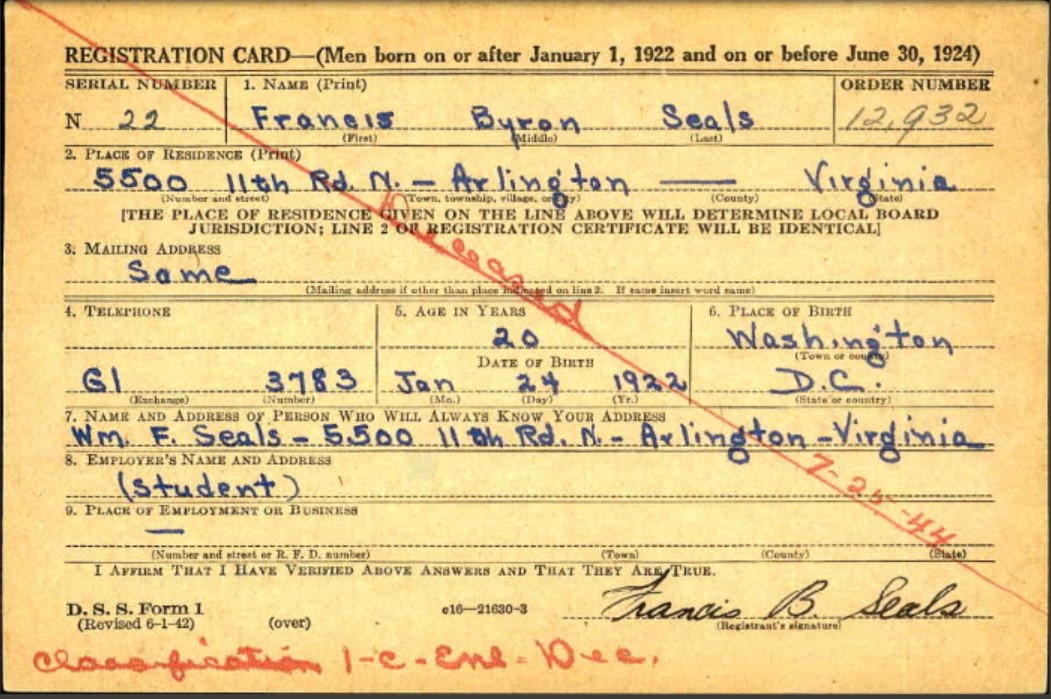 REGISTRATION CARD—(Men born on or after January 1, 1922 and on or before June 30, 1924)
SERIAL NUMBER 1. NAME (Print) ORDER NUMBER
N 22 Francis Byron Seals 12,932
(First) (Middle) (Last)
2. PLACE OF RESIDENCE (Print)
5500 11th Rd. N. — Arlington — Virginia
(Number and street) (Town, township, village, or city) (County) (State)
[THE PLACE OF RESIDENCE GIVEN ON THE LINE ABOVE WILL DETERMINE LOCAL BOARD
JURISDICTION; LINE 2 OF REGISTRATION CERTIFICATE WILL BE IDENTICAL]
Deceased
3. MAILING ADDRESS
Same
(Mailing address if other than place indicated on line 2. If same insert word same)
4. TELEPHONE 5. AGE IN YEARS 6. PLACE OF BIRTH
20 Washington
DATE OF BIRTH (Town or county)
Gl 3783 Jan 24 1922 D.C.
(Exchange) (Number) (Mo.) (Day) (Yr.) (State or country)
7. NAME AND ADDRESS OF PERSON WHO WILL ALWAYS KNOW YOUR ADDRESS
Wm. F. Seals – 5500 11th Rd. N. – Arlington – Virginia
8. EMPLOYER'S NAME AND ADDRESS
(student)
7-25-44
9. PLACE OF EMPLOYMENT OR BUSINESS
—
(Number and street or R. F. D. number) (Town) (County) (State)
I AFFIRM THAT I HAVE VERIFIED ABOVE ANSWERS AND THAT THEY ARE TRUE.
D. S. S. Form 1 c16—21630-3 Francis B. Seals
(Revised 6-1-42) (over) (Registrant's signature)
Classification 1-C-Enl-Dec.